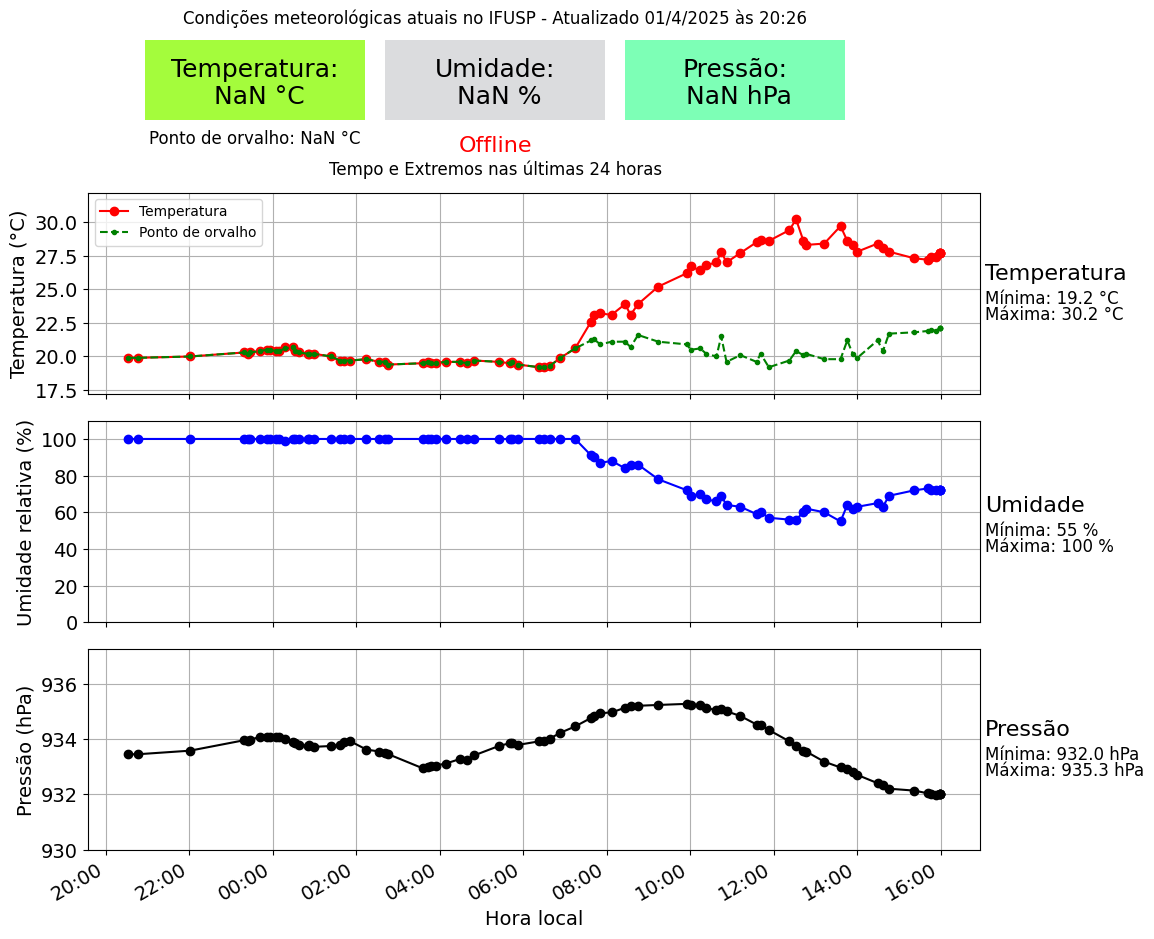 Condições meteorológicas atuais no IFUSP - Atualizado 01/4/2025 às 20:26
Temperatura:
NaN °C
Umidade:
NaN %
Pressão:
NaN hPa
Ponto de orvalho: NaN °C
Offline
Tempo e Extremos nas últimas 24 horas
Temperatura (°C)
30.0
27.5
25.0
22.5
20.0
17.5
Temperatura
Ponto de orvalho
Temperatura
Mínima: 19.2 °C
Máxima: 30.2 °C
Umidade relativa (%)
100
80
60
40
20
0
Umidade
Mínima: 55 %
Máxima: 100 %
Pressão (hPa)
936
934
932
930
Pressão
Mínima: 932.0 hPa
Máxima: 935.3 hPa
20:00
22:00
00:00
02:00
04:00
06:00
08:00
10:00
12:00
14:00
16:00
Hora local